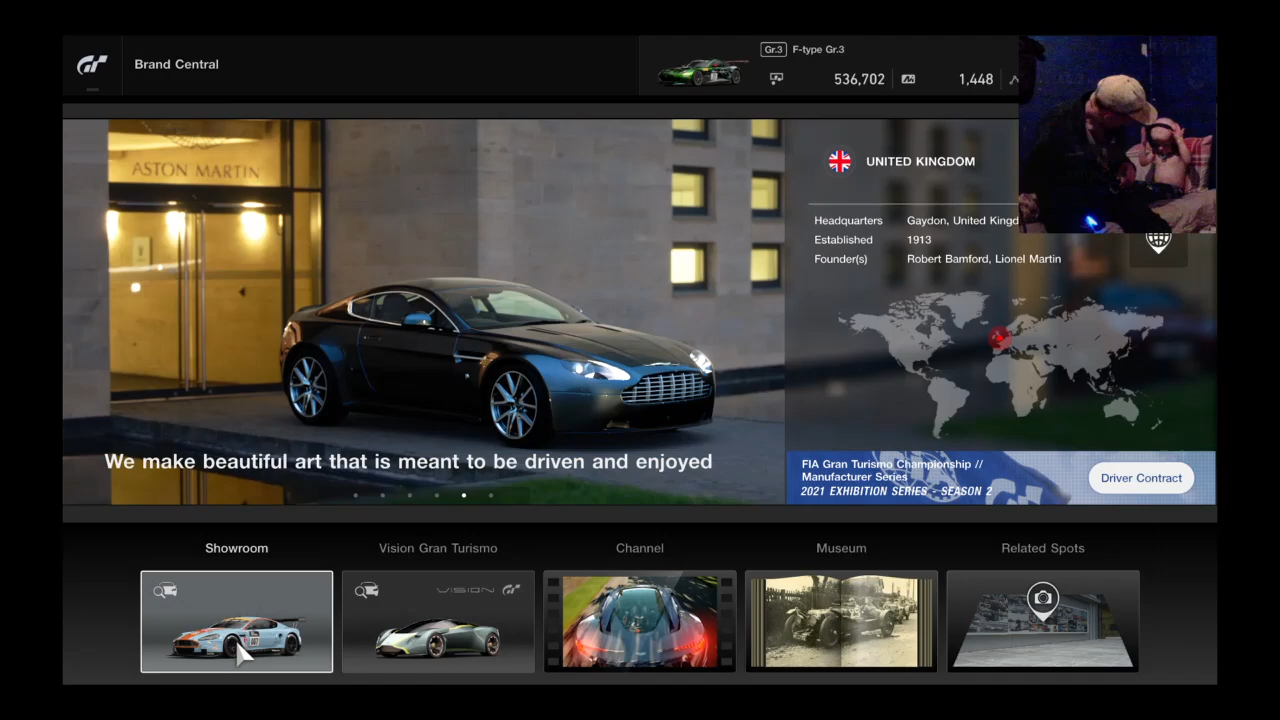 Brand Central
Gr.3 F-type Gr.3
536,702 1,448
ASTON MARTIN
UNITED KINGDOM
Headquarters Gaydon, United Kingd
Established 1913
Founder(s) Robert Bamford, Lionel Martin
We make beautiful art that is meant to be driven and enjoyed
FIA Gran Turismo Championship //
Manufacturer Series
2021 EXHIBITION SERIES - SEASON 2
Driver Contract
Showroom Vision Gran Turismo Channel Museum Related Spots
007 VISION GT